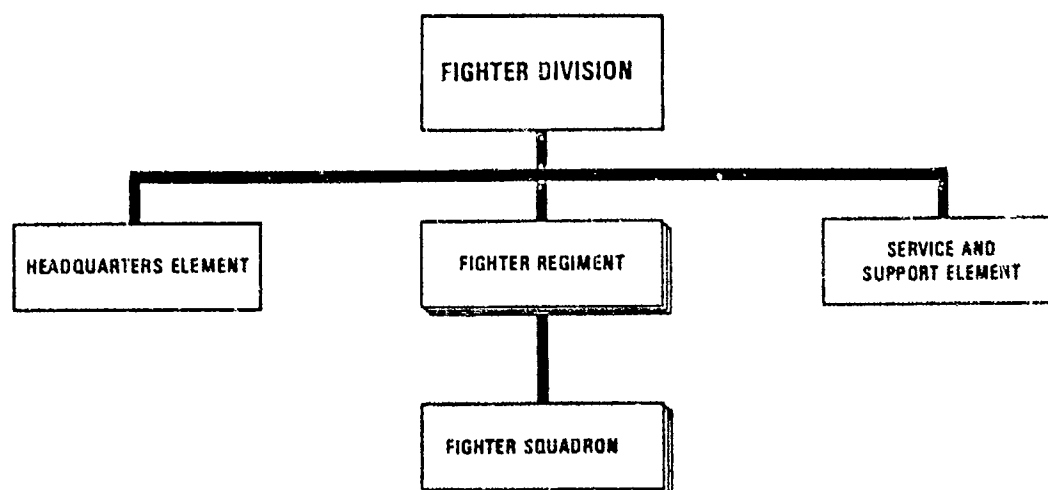 FIGHTER DIVISION
HEADQUARTERS ELEMENT
FIGHTER REGIMENT
SERVICE AND
SUPPORT ELEMENT
FIGHTER SQUADRON